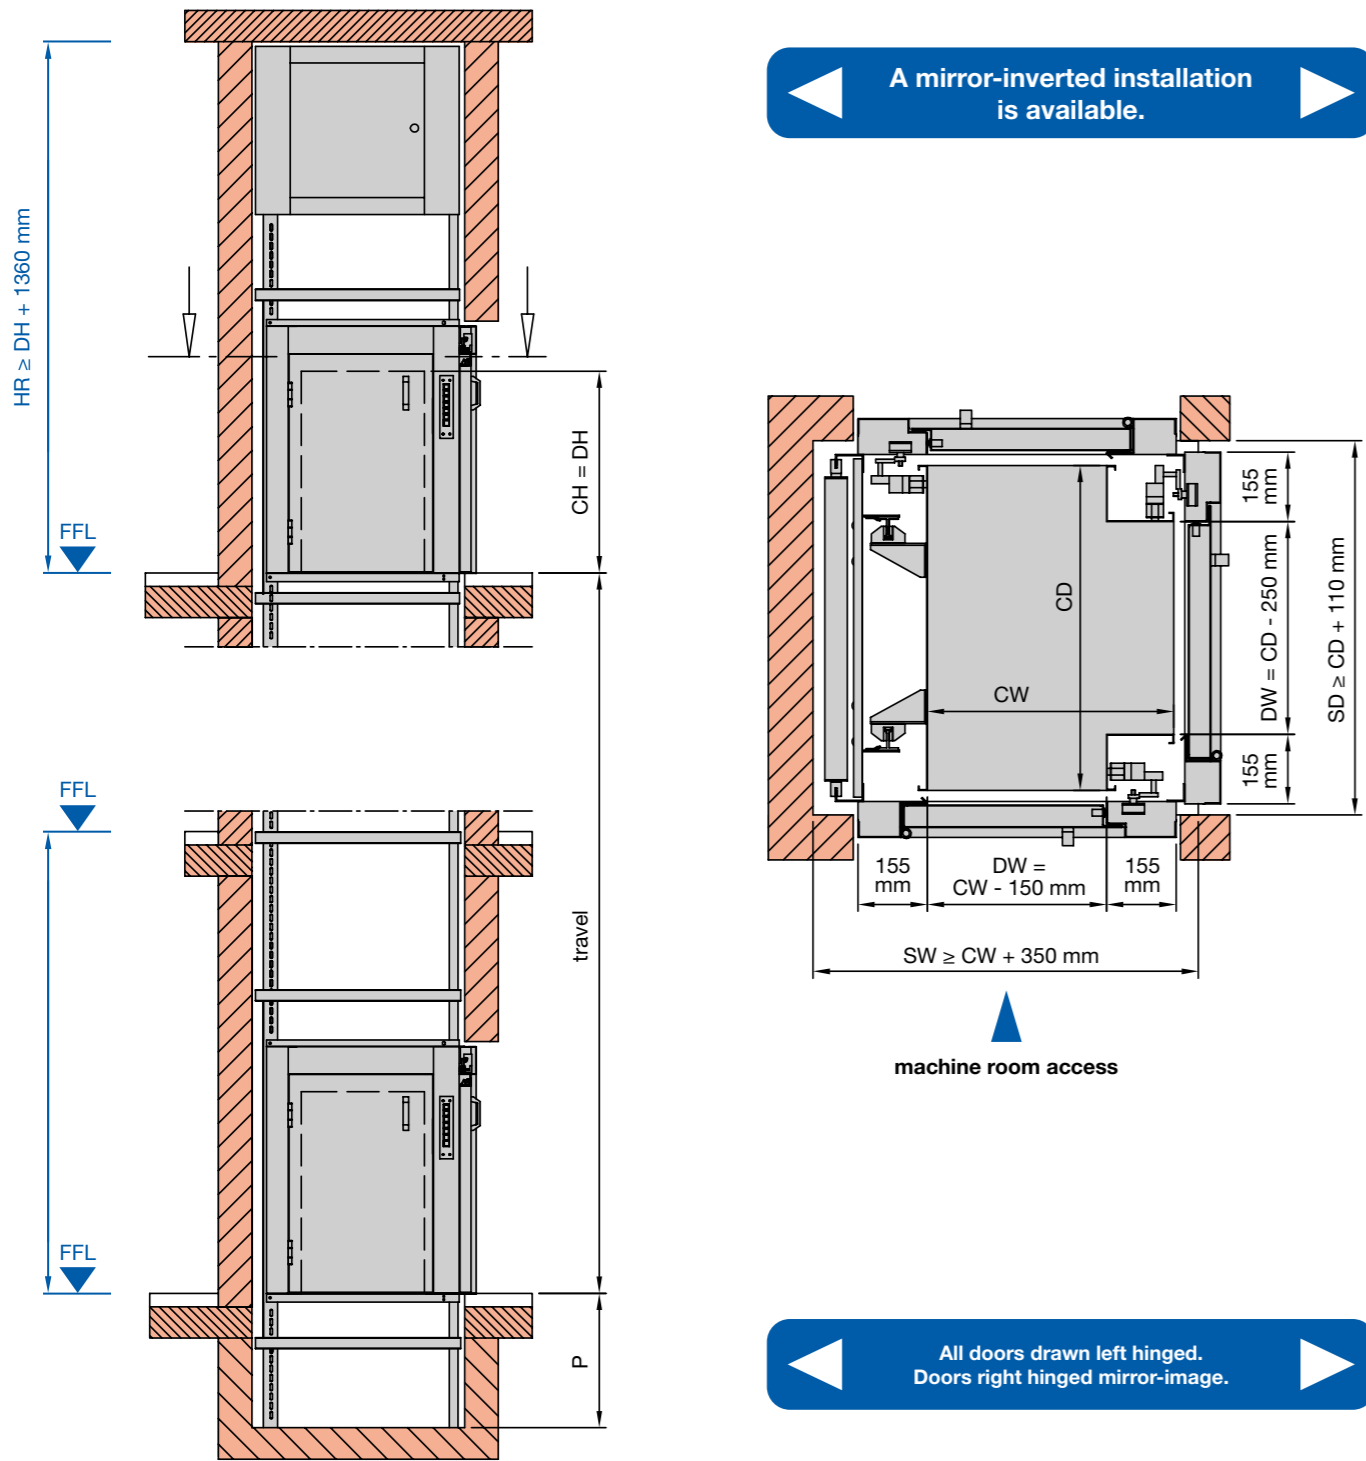 A mirror-inverted installation
is available.
HR ≥ DH + 1360 mm
FFL
CH = DH
FFL
travel
FFL
P
155
mm
DW = CD - 250 mm
SD ≥ CD + 110 mm
155
mm
CD
CW
155
mm
DW =
CW - 150 mm
155
mm
SW ≥ CW + 350 mm
machine room access
All doors drawn left hinged.
Doors right hinged mirror-image.